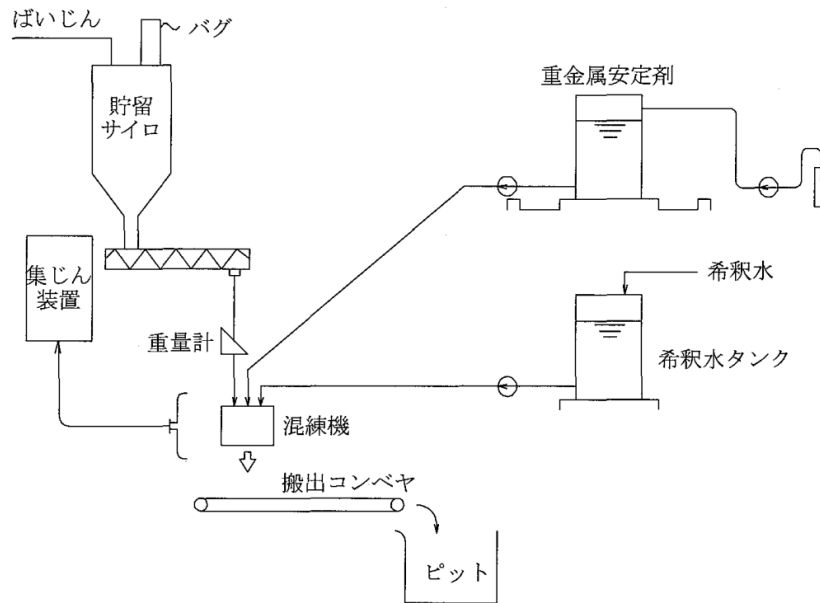 ばいじん
バグ
貯留
サイロ
重金属安定剤
集じん
装置
希釈水
重量計
希釈水タンク
混練機
搬出コンベヤ
ピット